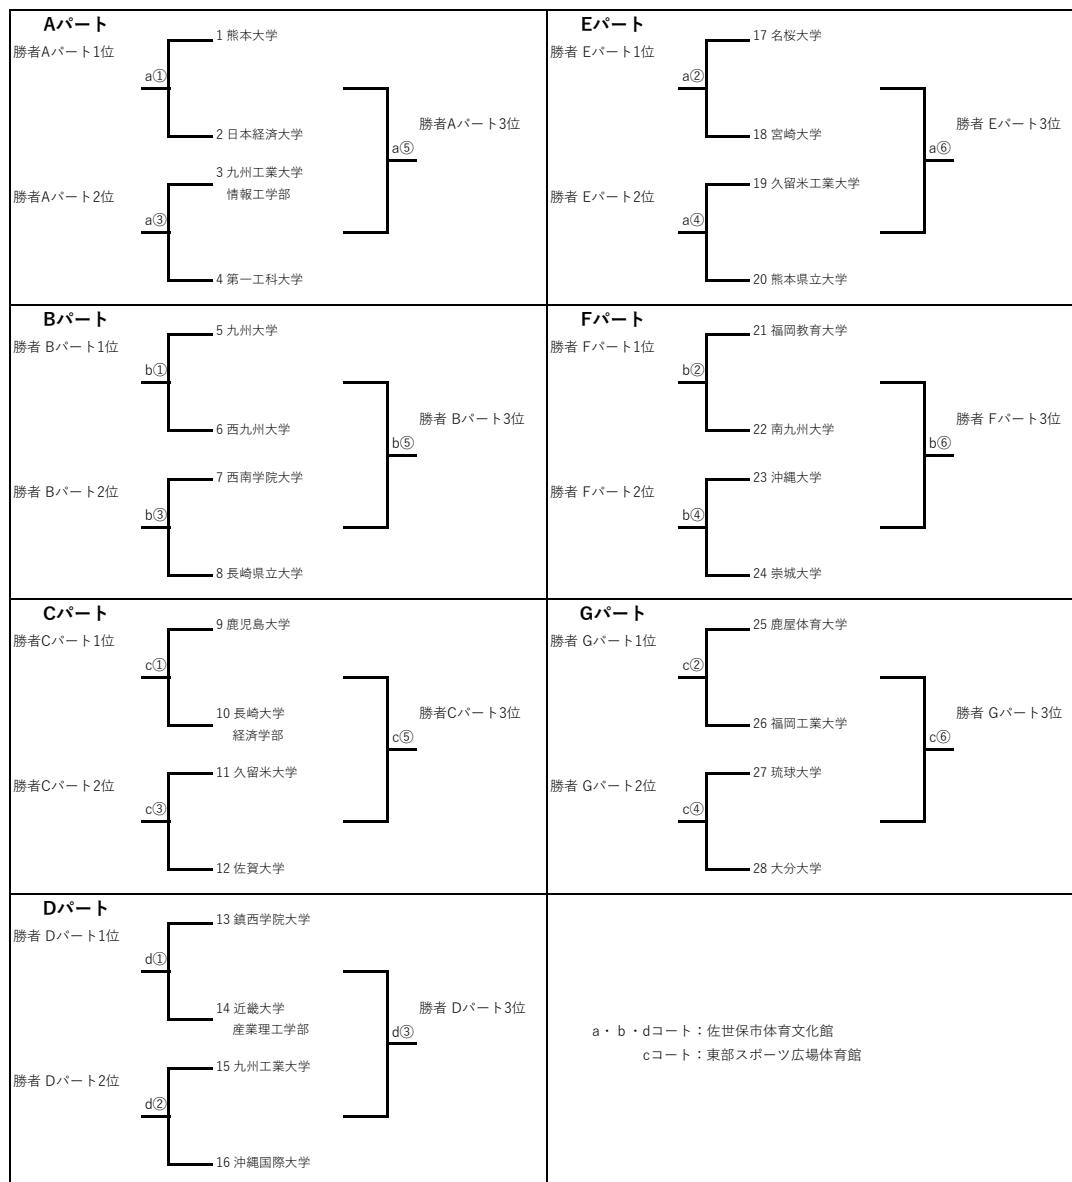 Aパート
勝者Aパート1位
1 熊本大学
a①
2 日本経済大学
勝者Aパート3位
a⑤
3 九州工業大学
情報工学部
勝者Aパート2位
a③
4 第一工科大学
Eパート
勝者 Eパート1位
17 名桜大学
a②
18 宮崎大学
勝者 Eパート3位
a⑥
19 久留米工業大学
勝者 Eパート2位
a④
20 熊本県立大学
Bパート
勝者 Bパート1位
5 九州大学
b①
6 西九州大学
勝者 Bパート3位
b⑤
7 西南学院大学
勝者 Bパート2位
b③
8 長崎県立大学
Fパート
勝者 Fパート1位
21 福岡教育大学
b②
22 南九州大学
勝者 Fパート3位
b⑥
23 沖縄大学
勝者 Fパート2位
b④
24 崇城大学
Cパート
勝者Cパート1位
9 鹿児島大学
c①
10 長崎大学
経済学部
勝者Cパート3位
c⑤
11 久留米大学
勝者Cパート2位
c③
12 佐賀大学
Gパート
勝者 Gパート1位
25 鹿屋体育大学
c②
26 福岡工業大学
勝者 Gパート3位
c⑥
27 琉球大学
勝者 Gパート2位
c④
28 大分大学
Dパート
勝者 Dパート1位
13 鎮西学院大学
d①
14 近畿大学
産業理工学部
勝者 Dパート3位
d③
15 九州工業大学
勝者 Dパート2位
d②
16 沖縄国際大学
a・b・dコート：佐世保市体育文化館
cコート：東部スポーツ広場体育館